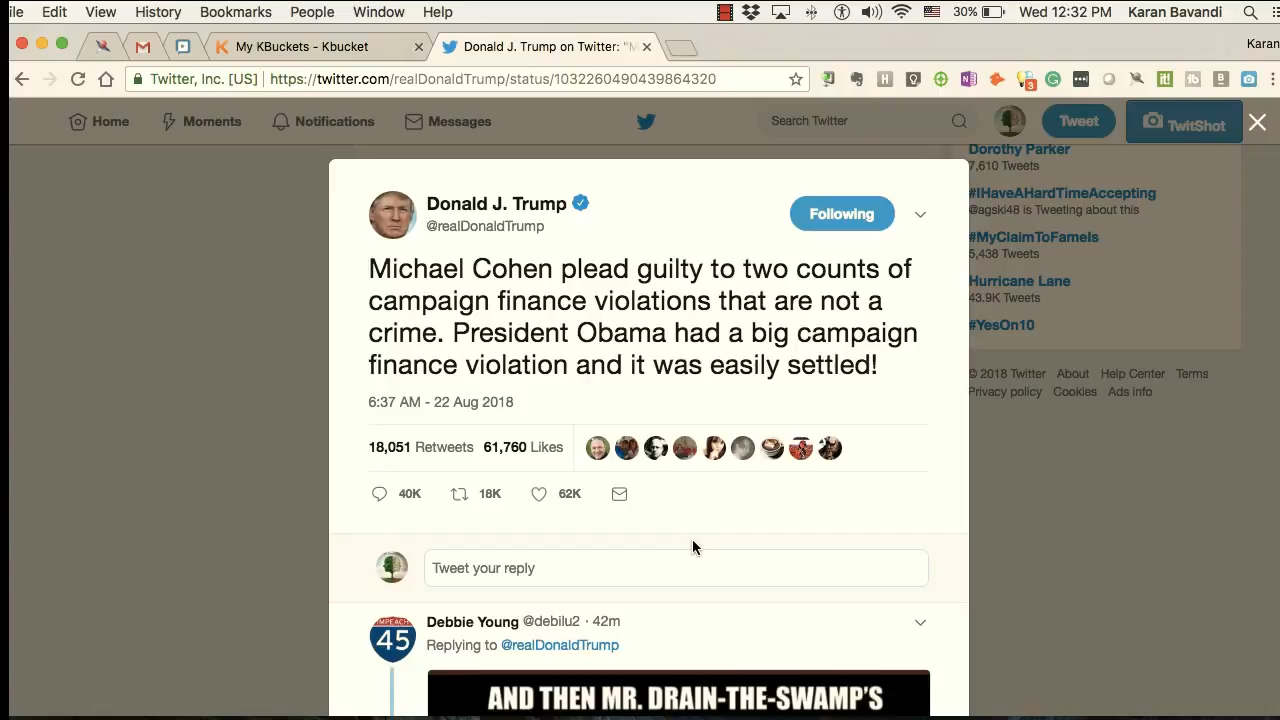 ile Edit View History Bookmarks People Window Help 30% Wed 12:32 PM Karan Bavandi
My KBuckets - Kbucket Donald J. Trump on Twitter: "M Karan
Twitter, Inc. [US] https://twitter.com/realDonaldTrump/status/1032260490439864320
3
Home Moments Notifications Messages Search Twitter Tweet TwitShot
Dorothy Parker
7,610 Tweets
#IHaveAHardTimeAccepting
@agski48 is Tweeting about this
#MyClaimToFameIs
5,438 Tweets
Hurricane Lane
43.9K Tweets
#YesOn10
© 2018 Twitter About Help Center Terms
Privacy policy Cookies Ads info
Donald J. Trump
@realDonaldTrump
Following
Michael Cohen plead guilty to two counts of
campaign finance violations that are not a
crime. President Obama had a big campaign
finance violation and it was easily settled!
6:37 AM - 22 Aug 2018
18,051 Retweets 61,760 Likes
40K 18K 62K
Tweet your reply
Debbie Young @debilu2 · 42m
IMPEACH
45
Replying to @realDonaldTrump
AND THEN MR. DRAIN-THE-SWAMP'S